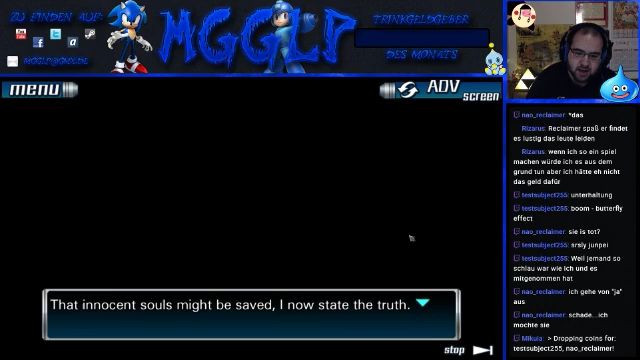 ZU FINDEN AUF:
MGGLP@GMX.DE
MGGLP
TRINKGELDGEBER
DES MONATS
menu
ADV
screen
nao_reclaimer: *das
Rizarus: Reclaimer spaß er findet
es lustig das leute leiden
Rizarus: wenn ich so ein spiel
machen würde ich es aus dem
grund tun aber ich hätte eh nicht
das geld dafür
testsubject255: unterhaltung
testsubject255: boom - butterfly
effect
nao_reclaimer: sie is tot?
testsubject255: srsly junpei
testsubject255: Weil jemand so
schlau war wie ich und es
mitgenommen hat
nao_reclaimer: ich gehe von "ja"
aus
nao_reclaimer: schade...ich
mochte sie
Mikuia: > Dropping coins for:
testsubject255, nao_reclaimer!
That innocent souls might be saved, I now state the truth.
stop